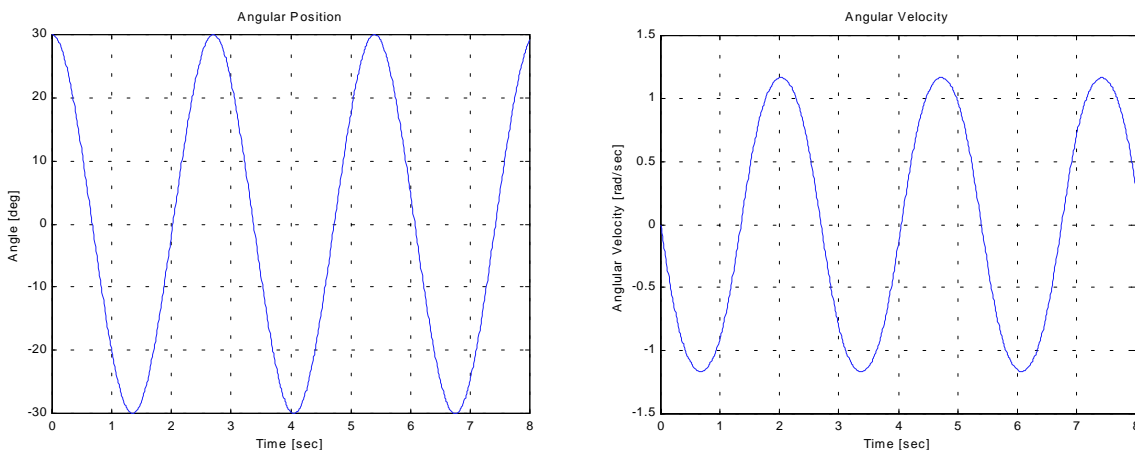 Angular Position
30
20
10
0
-10
-20
-30
Angle [deg]
0 1 2 3 4 5 6 7 8
Time [sec]
Angular Velocity
1.5
1
0.5
0
-0.5
-1
-1.5
Anglular Velocity [rad/sec]
0 1 2 3 4 5 6 7 8
Time [sec]